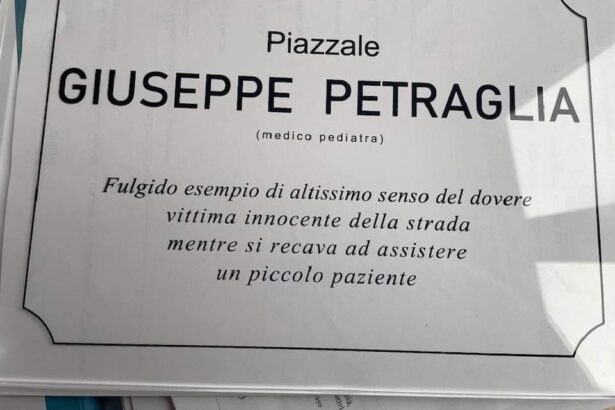 Piazzale
GIUSEPPE PETRAGLIA
(medico pediatra)
Fulgido esempio di altissimo senso del dovere
vittima innocente della strada
mentre si recava ad assistere
un piccolo paziente